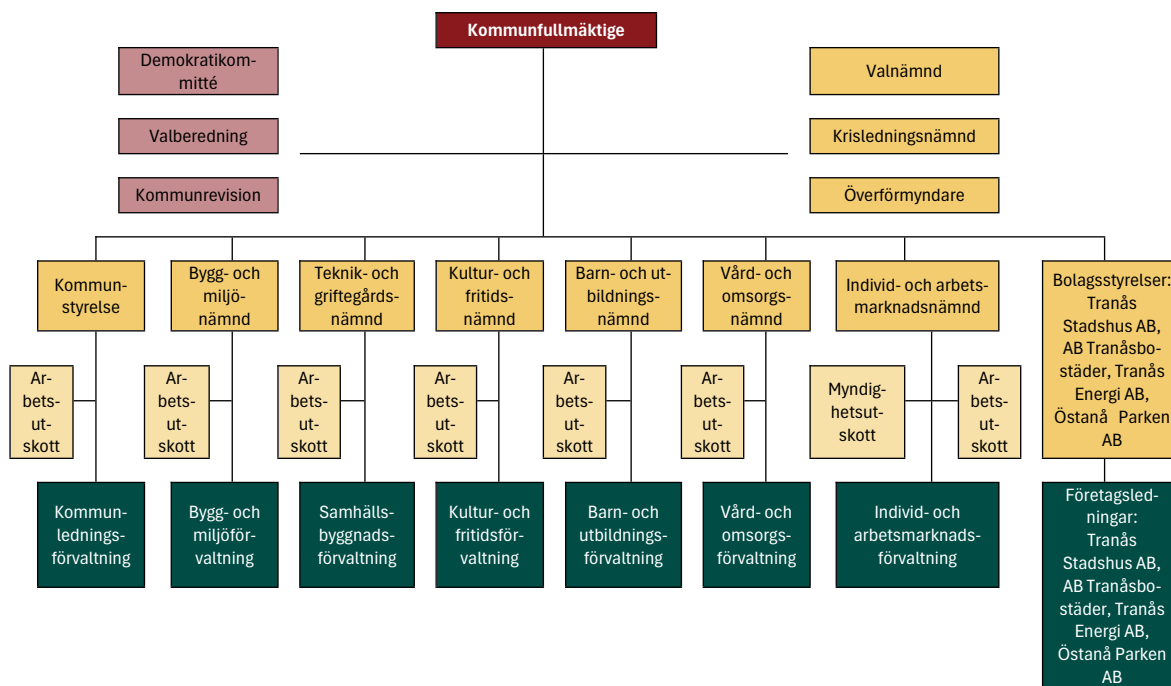 Kommunfullmäktige
Demokratikom-
mitté
Valberedning
Kommunrevision
Valnämnd
Krisledningsnämnd
Överförmyndare
Kommun-
styrelse
Bygg- och
miljö-
nämnd
Teknik- och
griftegårds-
nämnd
Kultur- och
fritids-
nämnd
Barn- och ut-
bildnings-
nämnd
Vård- och
omsorgs-
nämnd
Individ- och arbets-
marknadsnämnd
Bolagsstyrelser:
Tranås
Stadshus AB,
AB Tranåsbo-
städer, Tranås
Energi AB,
Östanå Parken
AB
Ar-
bets-
ut-
skott
Ar-
bets-
ut-
skott
Ar-
bets-
ut-
skott
Ar-
bets-
ut-
skott
Ar-
bets-
ut-
skott
Ar-
bets-
ut-
skott
Myndig-
hetsut-
skott
Ar-
bets-
ut-
skott
Kommun-
lednings-
förvaltning
Bygg- och
miljöför-
valtning
Samhälls-
byggnads-
förvaltning
Kultur- och
fritidsför-
valtning
Barn- och
utbildnings-
förvaltning
Vård- och
omsorgs-
förvaltning
Individ- och
arbetsmarknads-
förvaltning
Företagsled-
ningar:
Tranås
Stadshus AB,
AB Tranåsbo-
städer, Tranås
Energi AB,
Östanå Parken
AB